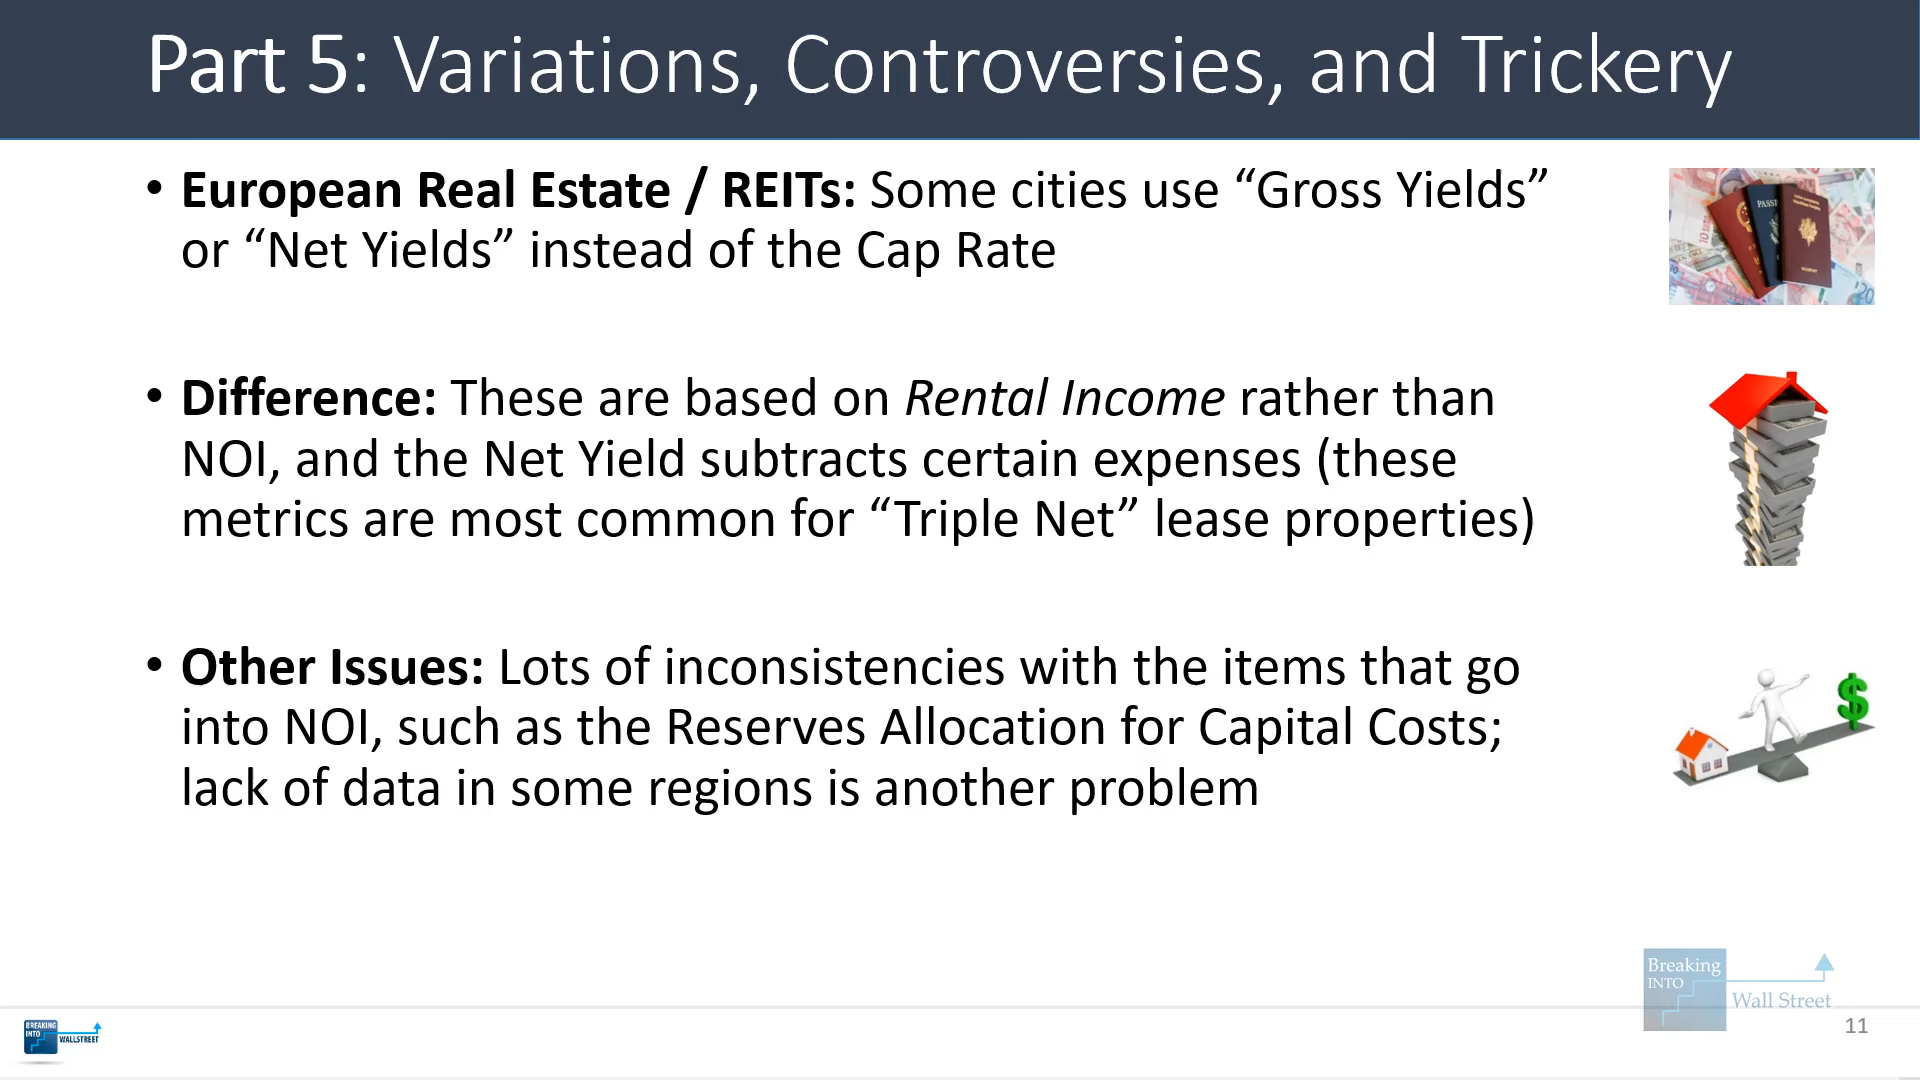 Part 5: Variations, Controversies, and Trickery
• European Real Estate / REITs: Some cities use “Gross Yields”
or “Net Yields” instead of the Cap Rate
PASSP
• Difference: These are based on Rental Income rather than
NOI, and the Net Yield subtracts certain expenses (these
metrics are most common for “Triple Net” lease properties)
• Other Issues: Lots of inconsistencies with the items that go
into NOI, such as the Reserves Allocation for Capital Costs;
lack of data in some regions is another problem
$
Breaking
INTO
Wall Street
BREAKING
INTO
WALLSTREET
11